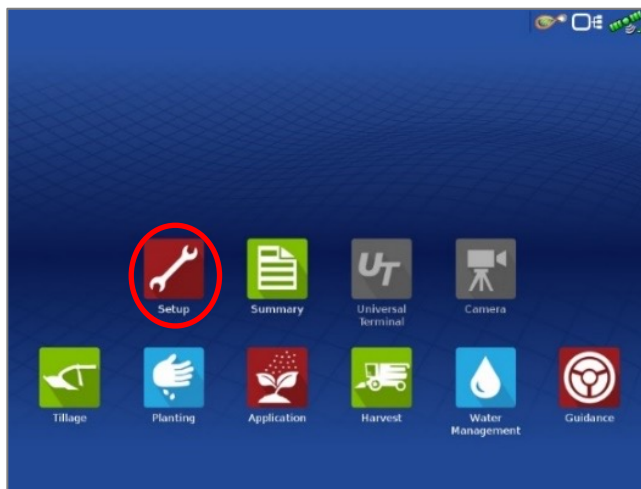 Setup
Summary
UT
Universal
Terminal
Camera
Tillage
Planting
Application
Harvest
Water
Management
Guidance